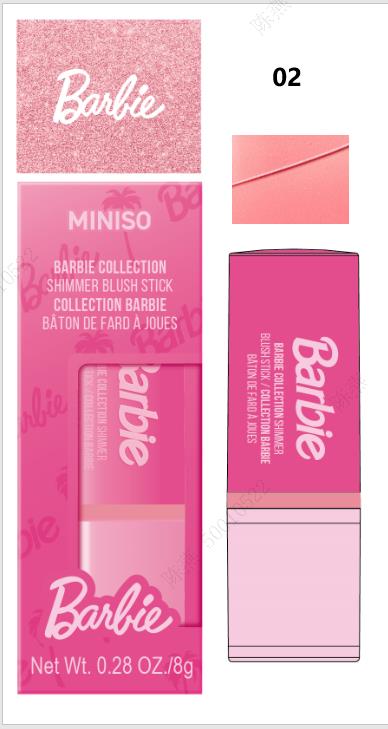 Barbie
02
MINISO
BARBIE COLLECTION
SHIMMER BLUSH STICK
COLLECTION BARBIE
BÂTON DE FARD À JOUES
Barbie
Barbie
Net Wt. 0.28 OZ./8g
Barbie
BARBIE COLLECTION SHIMMER
BLUSH STICK / COLLECTION BARBIE
BÂTON DE FARD À JOUES
50010522